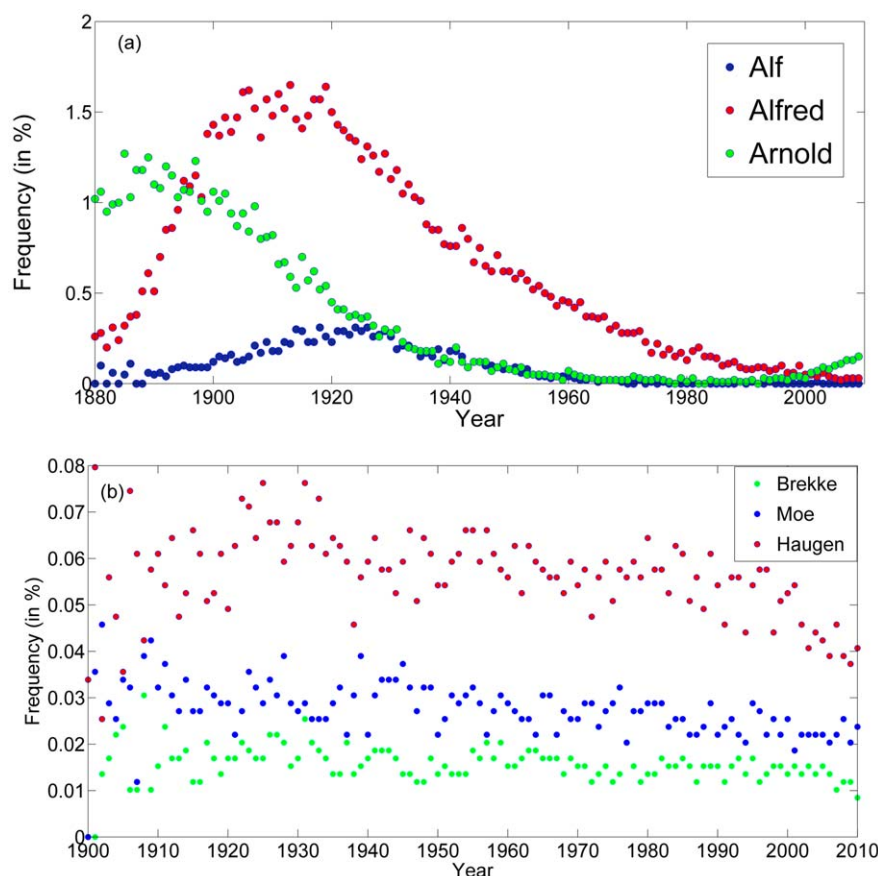 (a)
Alf
Alfred
Arnold
Frequency (in %)
2
1.5
1
0.5
0
1880 1900 1920 1940 1960 1980 2000
Year
(b)
Brekke
Moe
Haugen
Frequency (in %)
0.08
0.07
0.06
0.05
0.04
0.03
0.02
0.01
0
1900 1910 1920 1930 1940 1950 1960 1970 1980 1990 2000 2010
Year